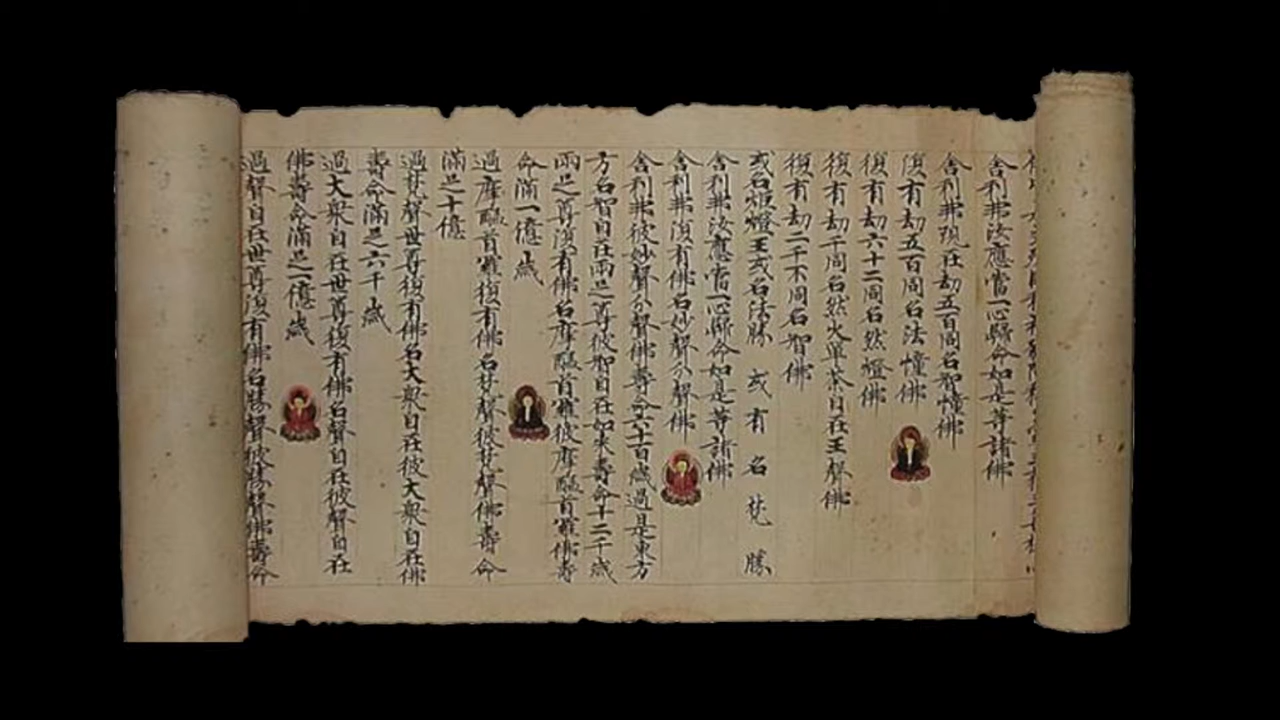 舍利弗汝應當一心歸命如是等諸佛
舍利弗現在劫五百同名智幢佛
復有劫五百同名法幢佛
復有劫六十二同名然燈佛
復有劫千同名然火單荼自在王聲佛
復有劫二千不同名智佛
或名炬燈王或名法勝 或有名梵勝
舍利弗汝應當一心歸命如是等諸佛
舍利弗復有佛名妙聲分聲佛
舍利弗彼妙聲分聲佛壽命六十百歲過是東方
方名智自在兩足尊彼智自在如來壽命十二千歲
兩足尊復有佛名摩醯首羅彼摩醯首羅佛壽
命滿一億歲
過摩醯首羅復有佛名梵聲彼梵聲佛壽命
滿足十億
過梵聲世尊復有佛名大衆自在彼大衆自在佛
壽命滿足六千歲
過大衆自在世尊復有佛名聲自在彼聲自在
佛壽命滿足一億歲
過聲自在世尊復有佛名勝聲彼勝聲佛壽命